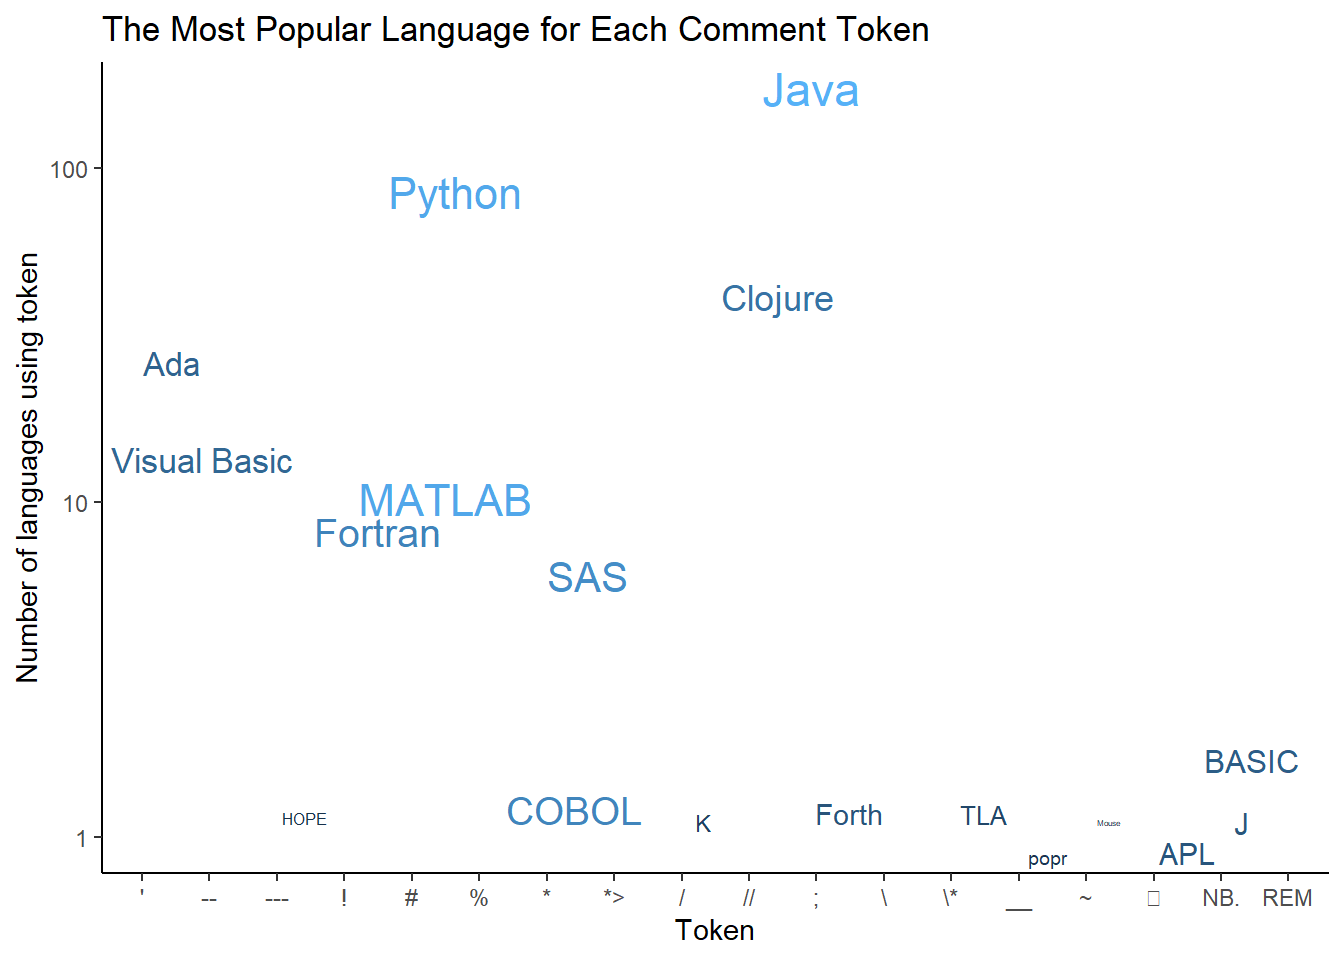 The Most Popular Language for Each Comment Token
Java
100
Python
Clojure
Ada
Visual Basic
10
MATLAB
Fortran
SAS
BASIC
HOPE
COBOL
K
Forth
TLA
Mouse
J
1
popr
APL
' -- --- ! # % * *> / // ; \ \* __ ~ NB. REM
Token
Number of languages using token